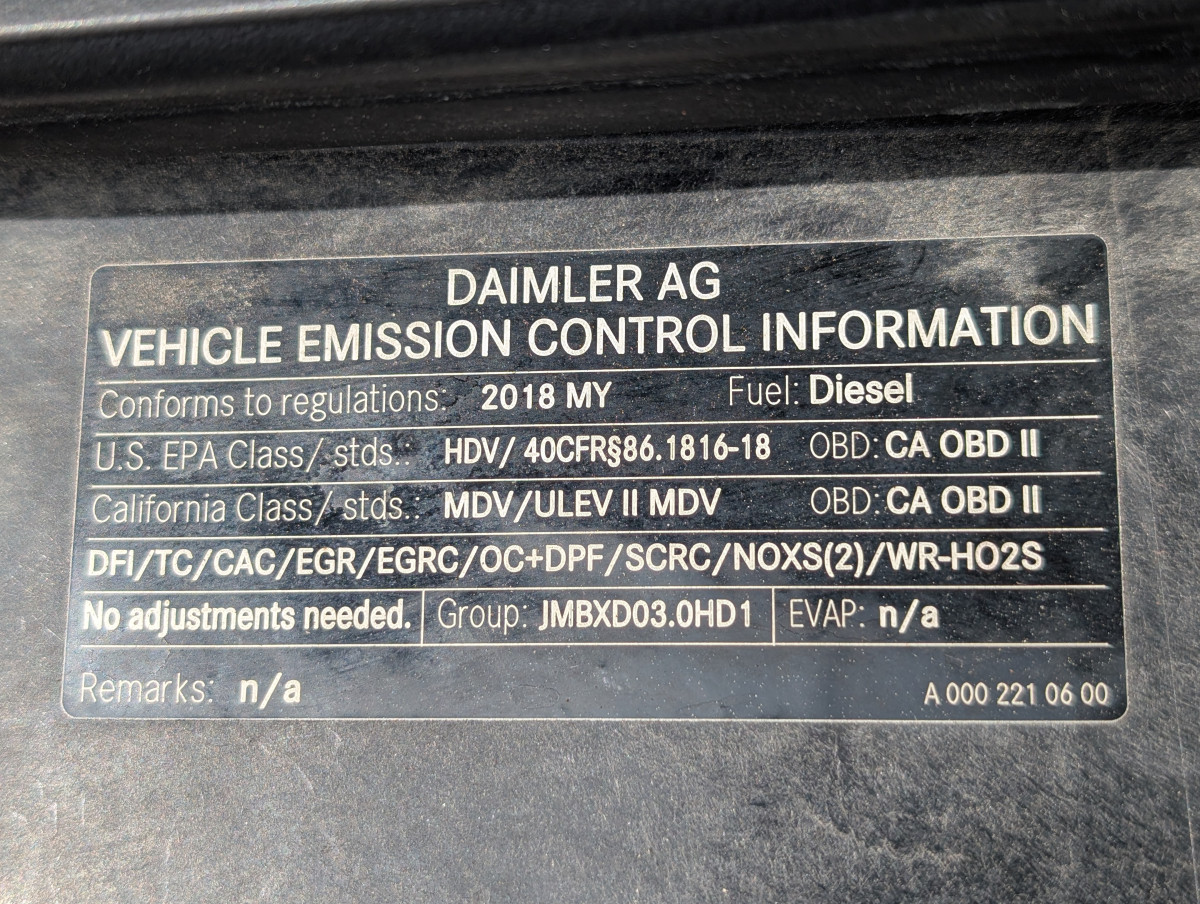 DAIMLER AG
VEHICLE EMISSION CONTROL INFORMATION
Conforms to regulations: 2018 MY Fuel: Diesel
U.S. EPA Class/ stds.: HDV/ 40CFR§86.1816-18 OBD: CA OBD II
California Class/ stds.: MDV/ULEV II MDV OBD: CA OBD II
DFI/TC/CAC/EGR/EGRC/OC+DPF/SCRC/NOXS(2)/WR-HO2S
No adjustments needed. Group: JMBXD03.0HD1 EVAP: n/a
Remarks: n/a A 000 221 06 00